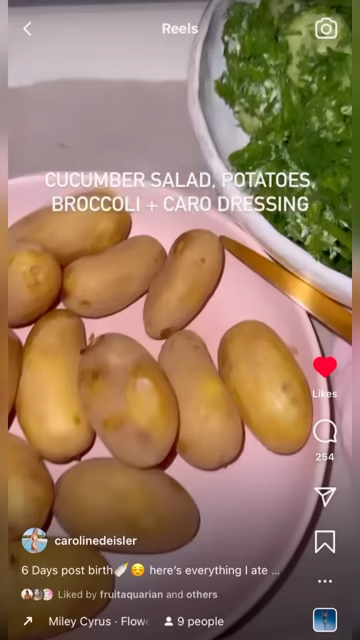 Reels
CUCUMBER SALAD, POTATOES,
BROCCOLI + CARO DRESSING
Likes
254
carolinedeisler
6 Days post birth🍼☺️ here's everything I ate ...
Liked by fruitaquarian and others
Miley Cyrus · Flow
9 people